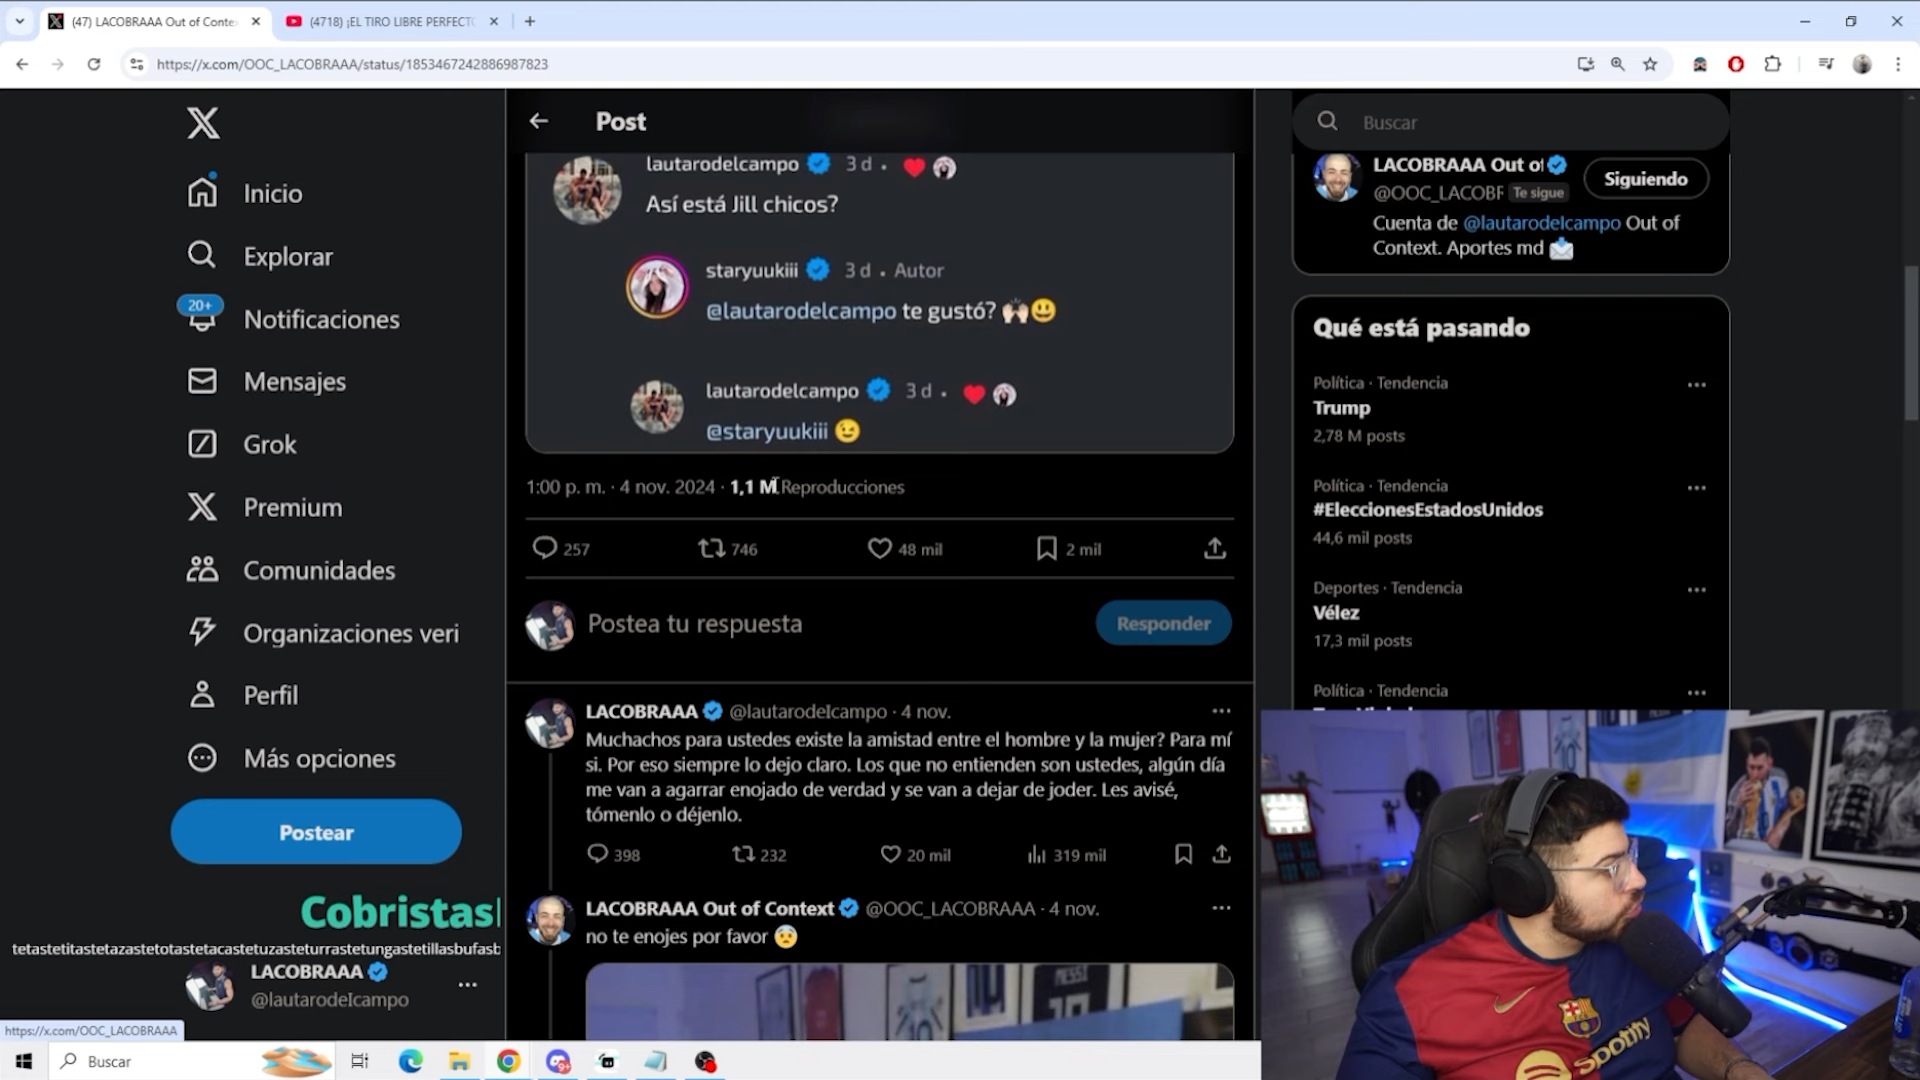 (47) LACOBRAAA Out of Conte
(4718) ¡EL TIRO LIBRE PERFECTO
https://x.com/OOC_LACOBRAAA/status/1853467242886987823
Inicio
Explorar
20+
Notificaciones
Mensajes
Grok
Premium
Comunidades
Organizaciones veri
Perfil
Más opciones
Postear
Cobristas
tetastetitastetazastetotastetacastetuzasteturrastetungastetillasbufast
LACOBRAAA
@lautarodelcampo
https://x.com/OOC_LACOBRAAA
Buscar
Post
lautarodelcampo 3 d
Así está Jill chicos?
staryuukiii 3 d . Autor
@lautarodelcampo te gustó? 🙌🏻😃
lautarodelcampo 3 d
@staryuukiii 😉
1:00 p. m. · 4 nov. 2024 · 1,1 M Reproducciones
257 746 48 mil 2 mil
Postea tu respuesta
Responder
LACOBRAAA @lautarodelcampo · 4 nov.
Muchachos para ustedes existe la amistad entre el hombre y la mujer? Para mí
si. Por eso siempre lo dejo claro. Los que no entienden son ustedes, algún día
me van a agarrar enojado de verdad y se van a dejar de joder. Les avisé,
tómenlo o déjenlo.
398 232 20 mil 319 mil
LACOBRAAA Out of Context @OOC_LACOBRAAA · 4 nov.
no te enojes por favor 😨
MESSI
Buscar
LACOBRAAA Out of
@OOC_LACOBR Te sigue
Siguiendo
Cuenta de @lautarodelcampo Out of
Context. Aportes md 📩
Qué está pasando
Política · Tendencia
Trump
2,78 M posts
Política · Tendencia
#EleccionesEstadosUnidos
44,6 mil posts
Deportes · Tendencia
Vélez
17,3 mil posts
Política · Tendencia
Spotify